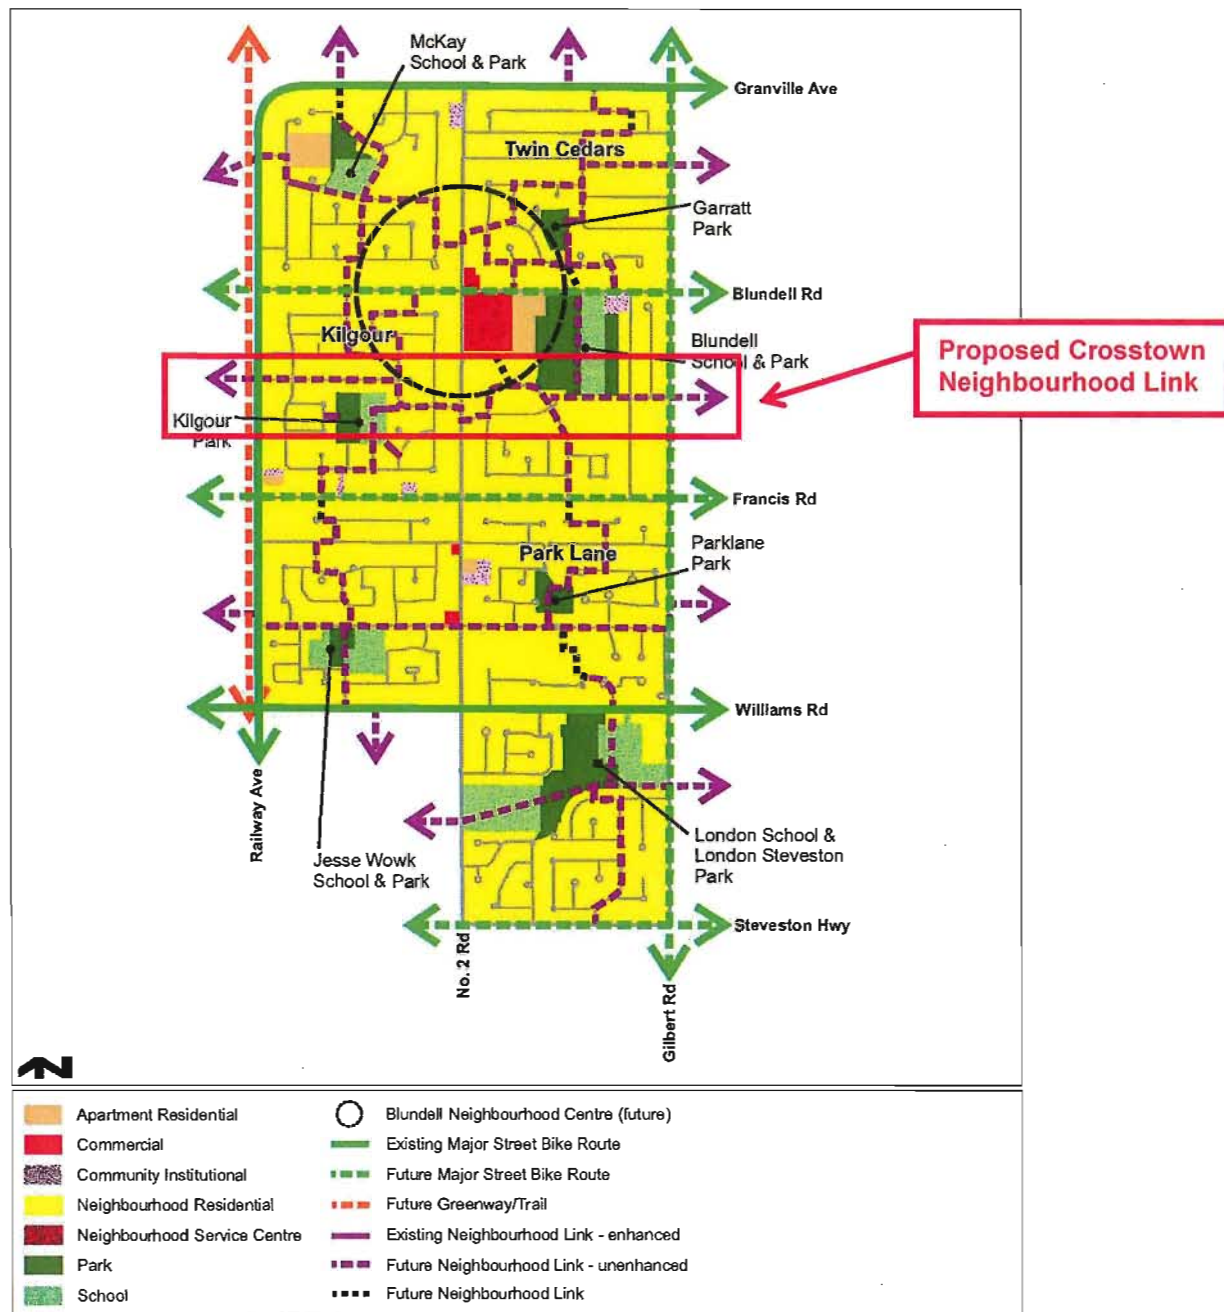 McKay
School & Park
Granville Ave
Twin Cedars
Garratt
Park
Blundell Rd
Kilgour
Blundell
School & Park
Proposed Crosstown
Neighbourhood Link
Kilgour
Park
Francis Rd
Park Lane
Parklane
Park
Williams Rd
Railway Ave
Jesse Wowk
School & Park
London School &
London Steveston
Park
Steveston Hwy
No. 2 Rd
Gilbert Rd
N
Apartment Residential
Commercial
Community Institutional
Neighbourhood Residential
Neighbourhood Service Centre
Park
School
Blundell Neighbourhood Centre (future)
Existing Major Street Bike Route
Future Major Street Bike Route
Future Greenway/Trail
Existing Neighbourhood Link - enhanced
Future Neighbourhood Link - unenhanced
Future Neighbourhood Link